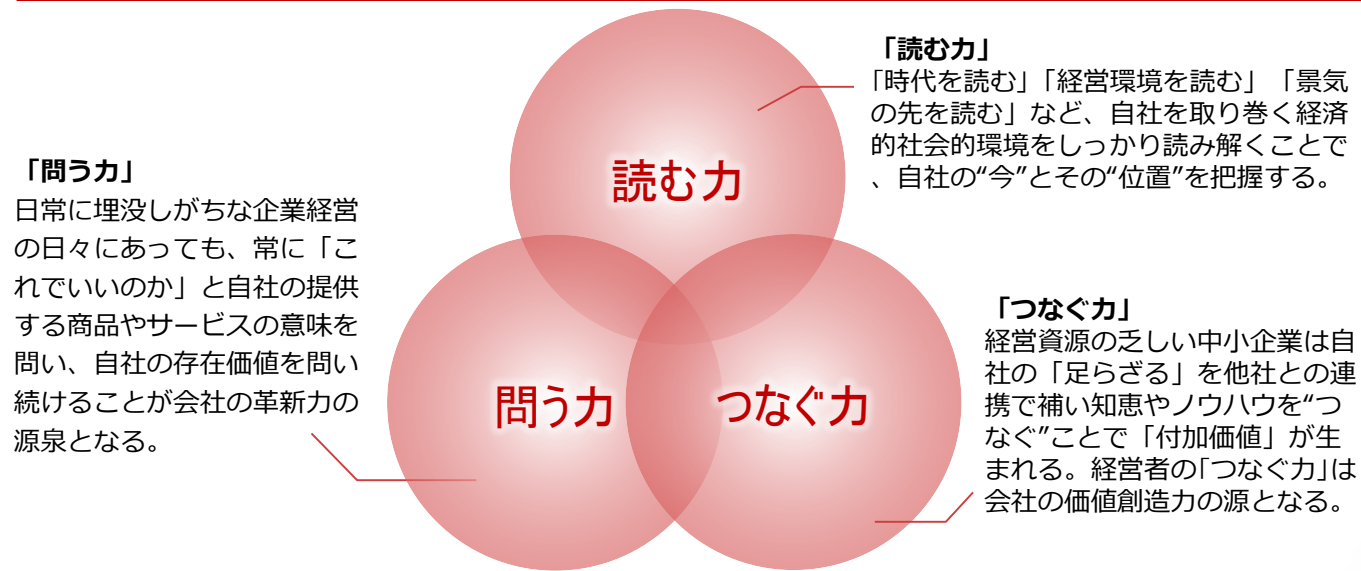 「読む力」
「時代を読む」「経営環境を読む」「景気
の先を読む」など、自社を取り巻く経済
的社会的環境をしっかり読み解くことで
、自社の“今”とその“位置”を把握する。
読む力
「問う力」
日常に埋没しがちな企業経営
の日々にあっても、常に「こ
れでいいのか」と自社の提供
する商品やサービスの意味を
問い、自社の存在価値を問い
続けることが会社の革新力の
源泉となる。
問う力
つなぐ力
「つなぐ力」
経営資源の乏しい中小企業は自
社の「足らざる」を他社との連
携で補い知恵やノウハウを“つ
なぐ”ことで「付加価値」が生
まれる。経営者の「つなぐ力」は
会社の価値創造力の源となる。